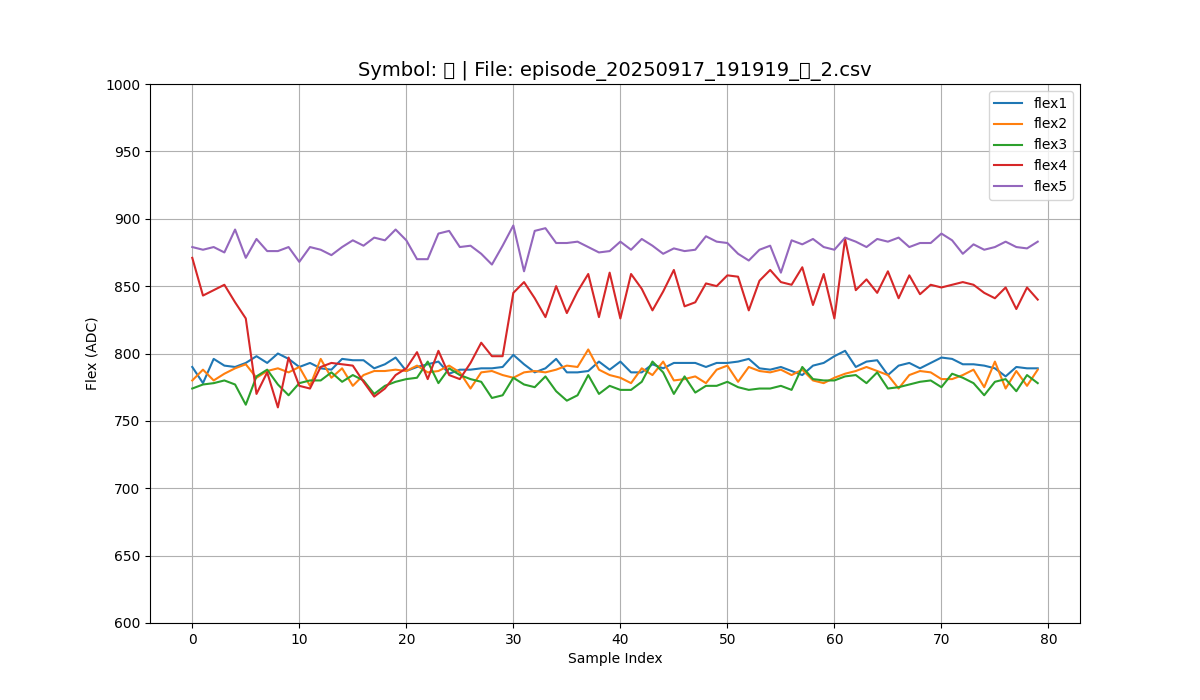 Symbol: | File: episode_20250917_191919_ _2.csv
1000
950
900
850
800
750
700
650
600
Flex (ADC)
0 10 20 30 40 50 60 70 80
Sample Index
flex1
flex2
flex3
flex4
flex5